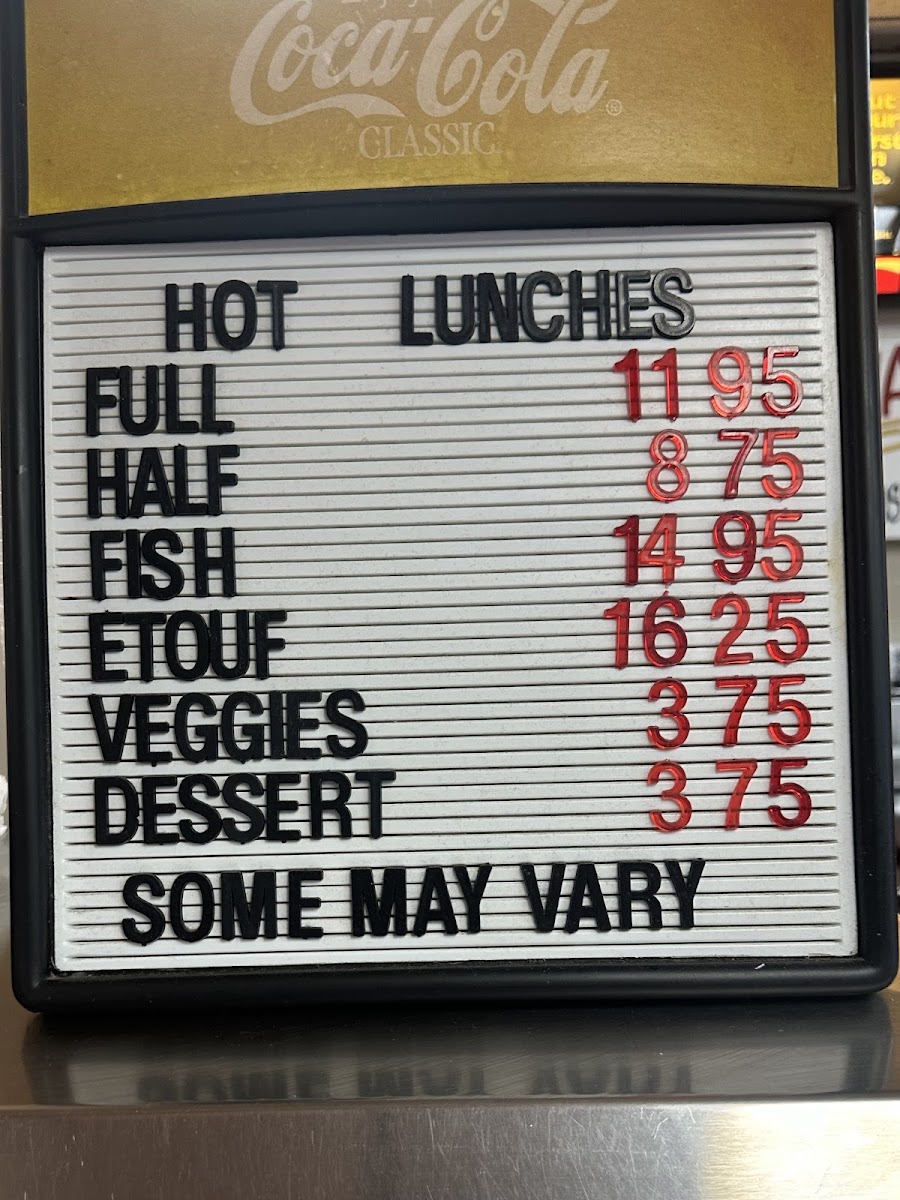 Coca-Cola®
CLASSIC
HOT LUNCHES
FULL 11 95
HALF 8 75
FISH 14 95
ETOUF 16 25
VEGGIES 3 75
DESSERT 3 75
SOME MAY VARY